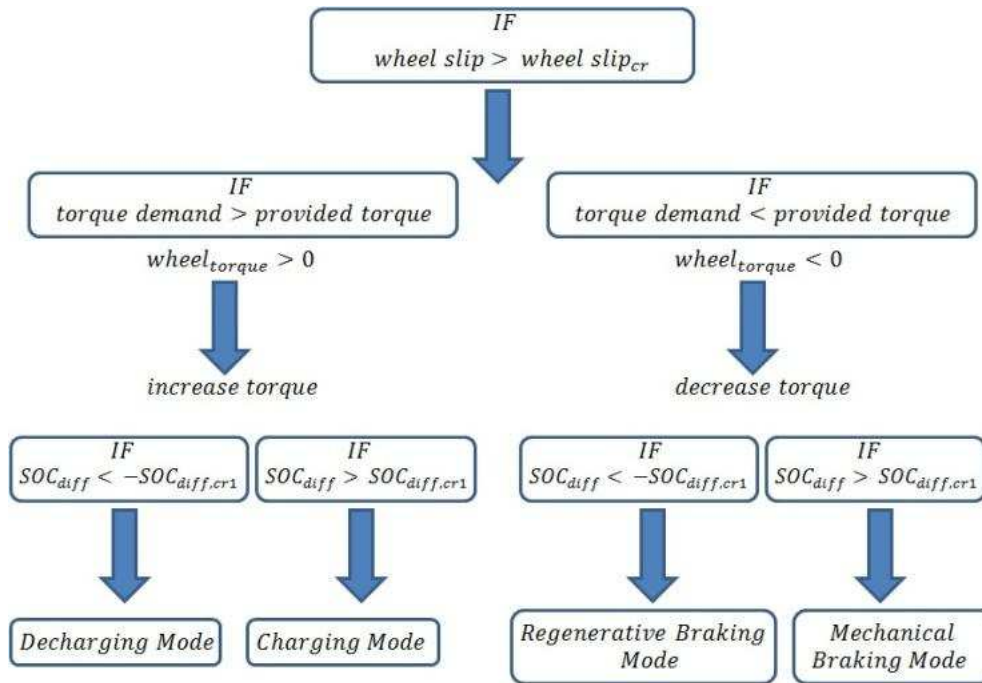 IF
wheel slip > wheel slip_cr
IF
torque demand > provided torque
wheel_torque > 0
increase torque
IF
SOC_diff < −SOC_diff,cr1
Decharging Mode
IF
SOC_diff > SOC_diff,cr1
Charging Mode
IF
torque demand < provided torque
wheel_torque < 0
decrease torque
IF
SOC_diff < −SOC_diff,cr1
Regenerative Braking
Mode
IF
SOC_diff > SOC_diff,cr1
Mechanical
Braking Mode